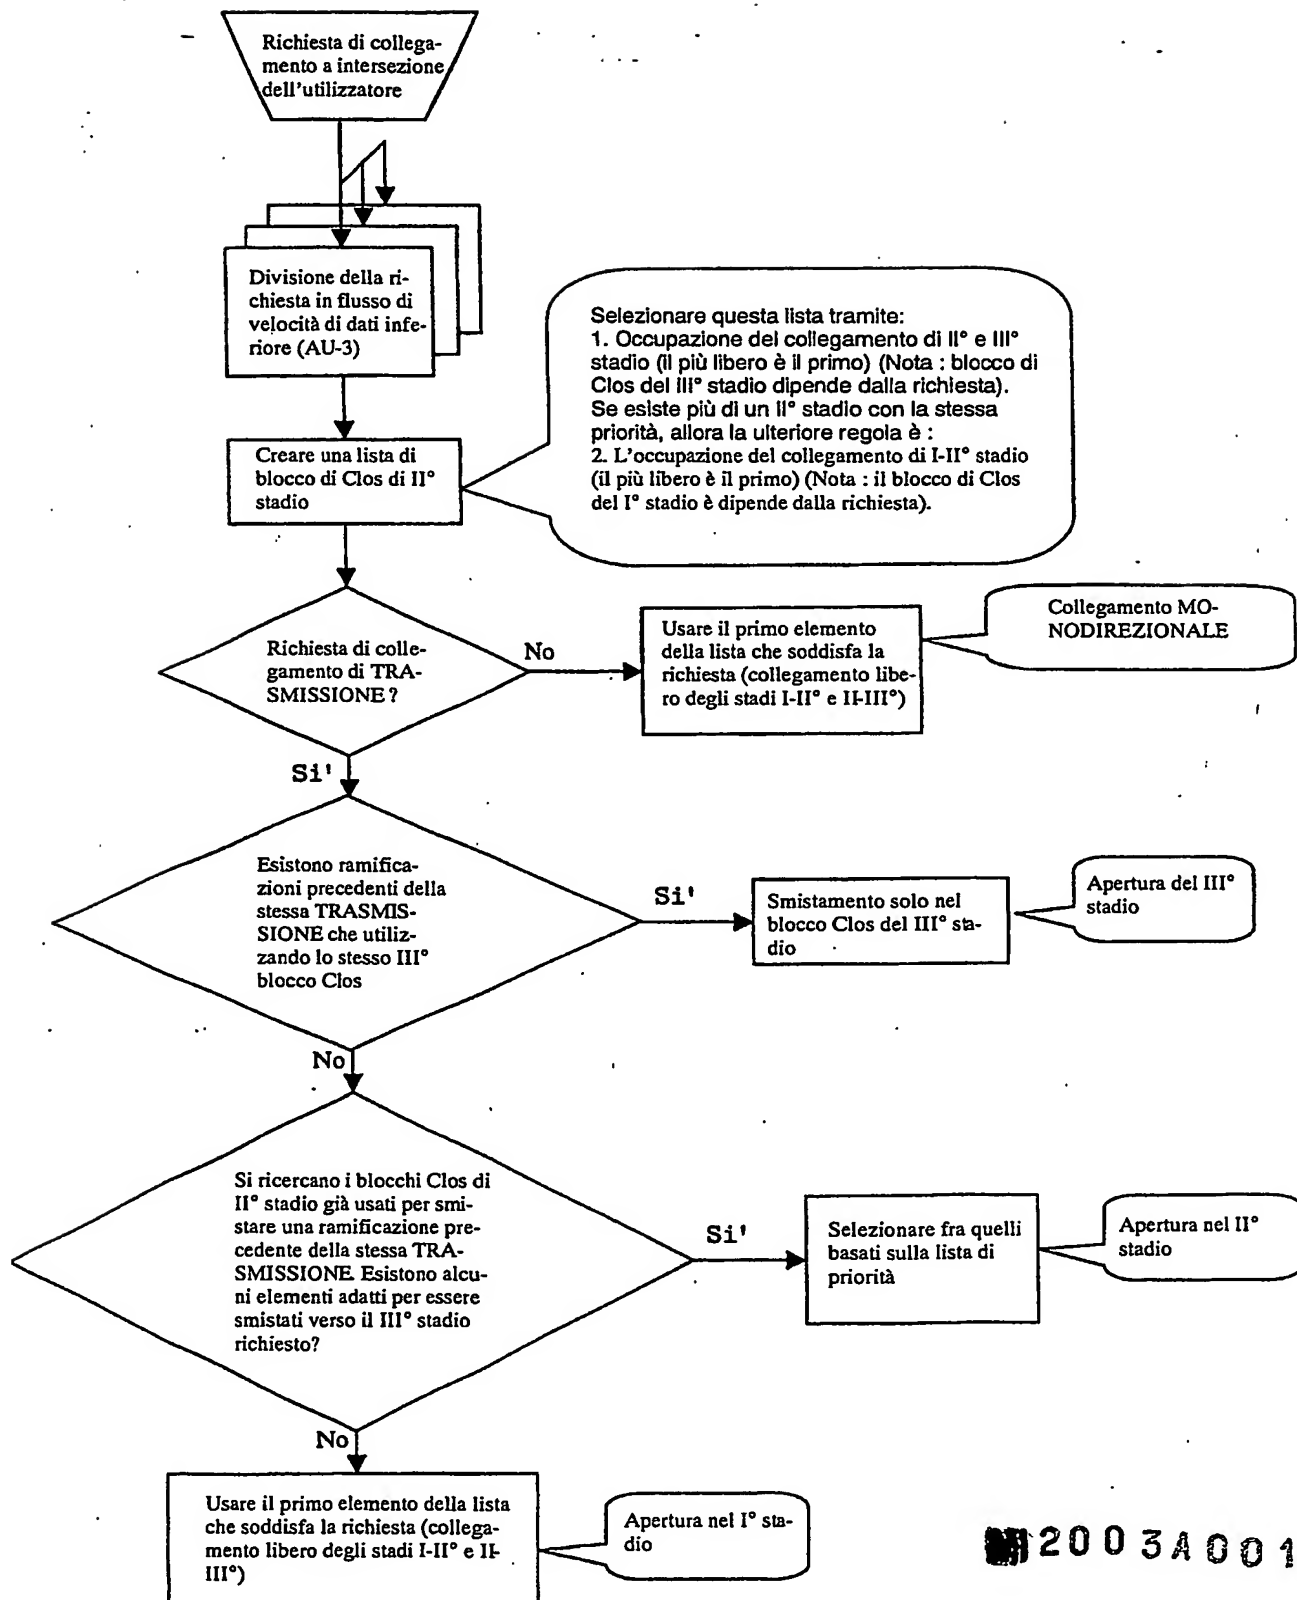 Richiesta di collega-
mento a intersezione
dell'utilizzatore
Divisione della ri-
chiesta in flusso di
velocità di dati infe-
riore (AU-3)
Selezionare questa lista tramite:
1. Occupazione del collegamento di II° e III°
stadio (il più libero è il primo) (Nota : blocco di
Clos del III° stadio dipende dalla richiesta).
Se esiste più di un II° stadio con la stessa
priorità, allora la ulteriore regola è :
2. L'occupazione del collegamento di I-II° stadio
(il più libero è il primo) (Nota : il blocco di Clos
del I° stadio è dipende dalla richiesta).
Creare una lista di
blocco di Clos di II°
stadio
Richiesta di colle-
gamento di TRA-
SMISSIONE ?
No
Usare il primo elemento
della lista che soddisfa la
richiesta (collegamento libe-
ro degli stadi I-II° e II-III°)
Collegamento MO-
NODIREZIONALE
Si'
Esistono ramifica-
zioni precedenti della
stessa TRASMIS-
SIONE che utiliz-
zando lo stesso III°
blocco Clos
Si'
Smistamento solo nel
blocco Clos del III° sta-
dio
Apertura del III°
stadio
No
Si ricercano i blocchi Clos di
II° stadio già usati per smi-
stare una ramificazione pre-
cedente della stessa TRA-
SMISSIONE. Esistono alcu-
ni elementi adatti per essere
smistati verso il III° stadio
richiesto?
Si'
Selezionare fra quelli
basati sulla lista di
priorità
Apertura nel II°
stadio
No
Usare il primo elemento della lista
che soddisfa la richiesta (collega-
mento libero degli stadi I-II° e II-
III°)
Apertura nel I° sta-
dio
2003A001